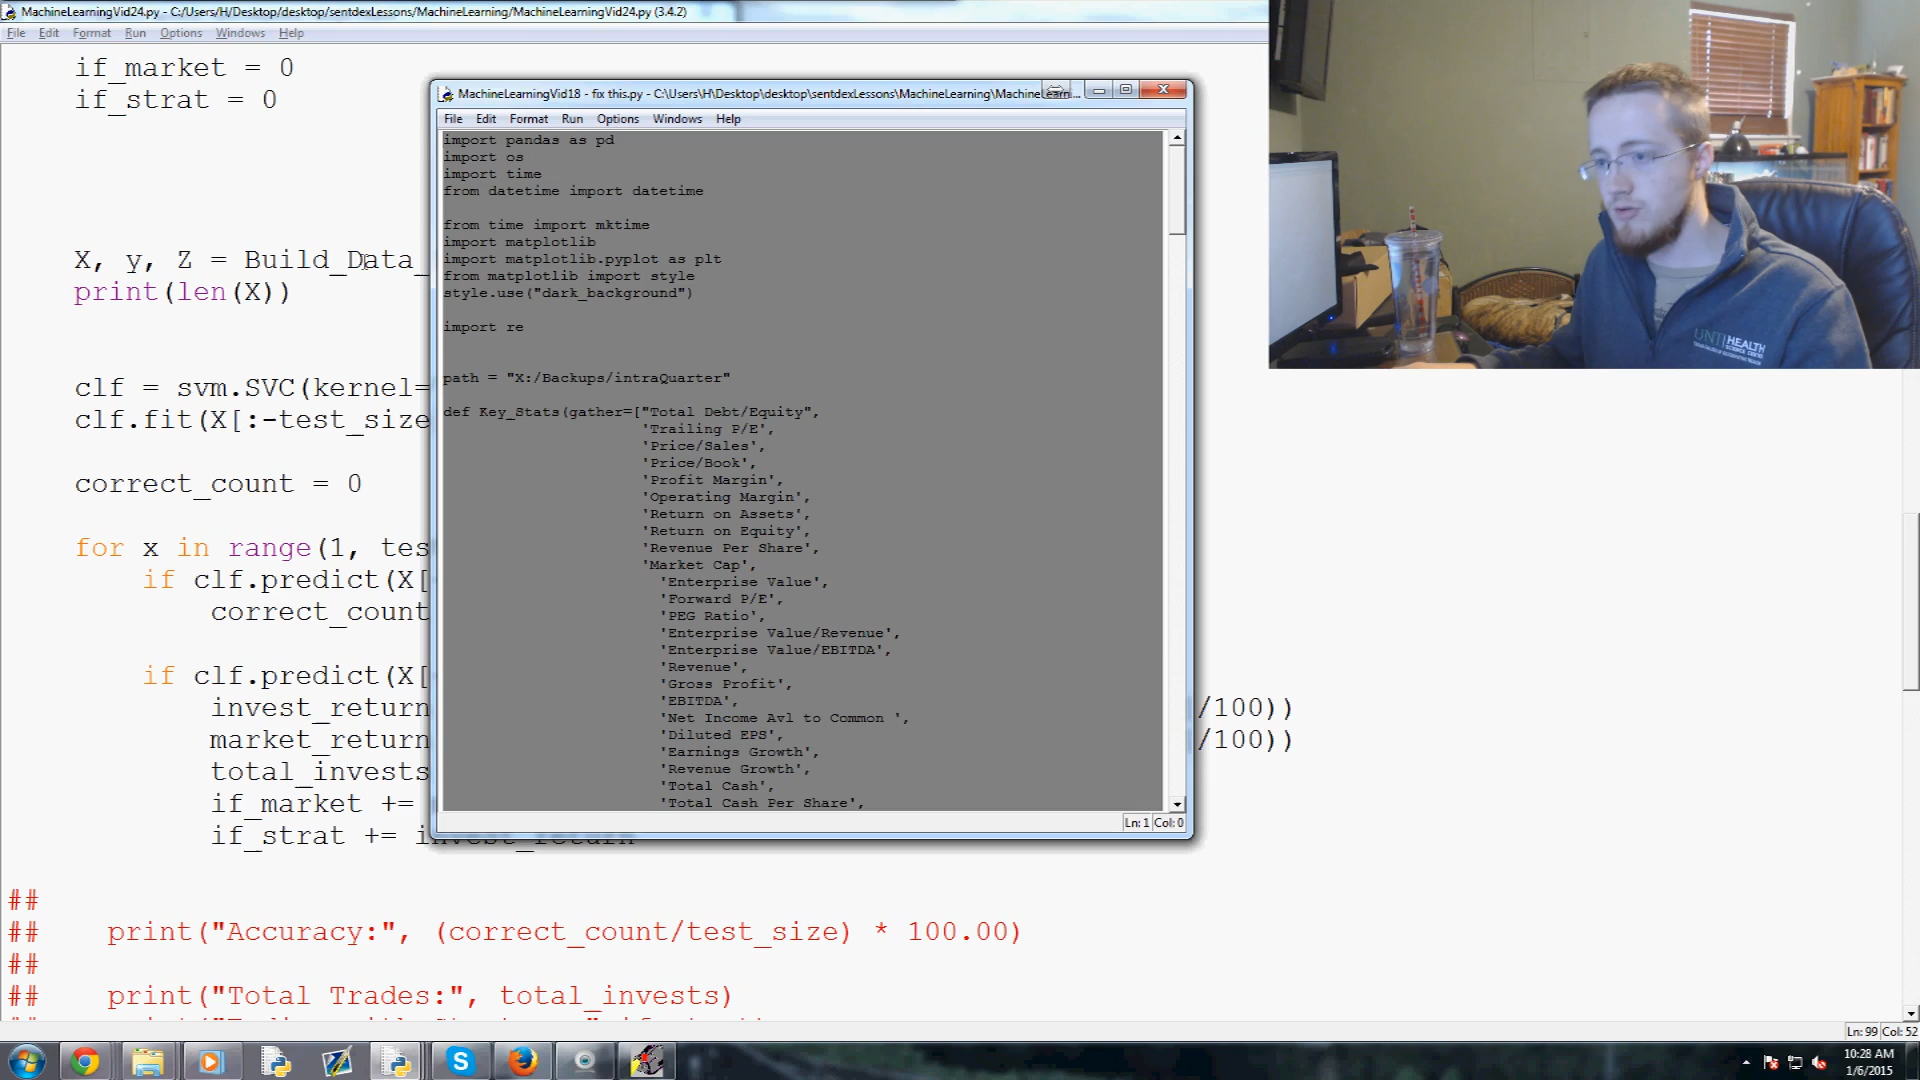 MachineLearningVid24.py - C:/Users/H/Desktop/desktop/sentdexLessons/MachineLearning/MachineLearningVid24.py (3.4.2)
File Edit Format Run Options Windows Help
if_market = 0
if_strat = 0
X, y, Z = Build_Data_
print(len(X))
clf = svm.SVC(kernel=
clf.fit(X[:-test_size
correct_count = 0
for x in range(1, tes
if clf.predict(X[
correct_count
if clf.predict(X[
invest_return /100))
market_return /100))
total_invests
if_market +=
if_strat += invest_return
##
## print("Accuracy:", (correct_count/test_size) * 100.00)
##
## print("Total Trades:", total_invests)
Ln: 99 Col: 52
MachineLearningVid18 - fix this.py - C:\Users\H\Desktop\desktop\sentdexLessons\MachineLearning\MachineLearni...
File Edit Format Run Options Windows Help
import pandas as pd
import os
import time
from datetime import datetime
from time import mktime
import matplotlib
import matplotlib.pyplot as plt
from matplotlib import style
style.use("dark_background")
import re
path = "X:/Backups/intraQuarter"
def Key_Stats(gather=["Total Debt/Equity",
'Trailing P/E',
'Price/Sales',
'Price/Book',
'Profit Margin',
'Operating Margin',
'Return on Assets',
'Return on Equity',
'Revenue Per Share',
'Market Cap',
'Enterprise Value',
'Forward P/E',
'PEG Ratio',
'Enterprise Value/Revenue',
'Enterprise Value/EBITDA',
'Revenue',
'Gross Profit',
'EBITDA',
'Net Income Avl to Common ',
'Diluted EPS',
'Earnings Growth',
'Revenue Growth',
'Total Cash',
'Total Cash Per Share',
Ln: 1 Col: 0
UNT HEALTH
10:28 AM
1/6/2015